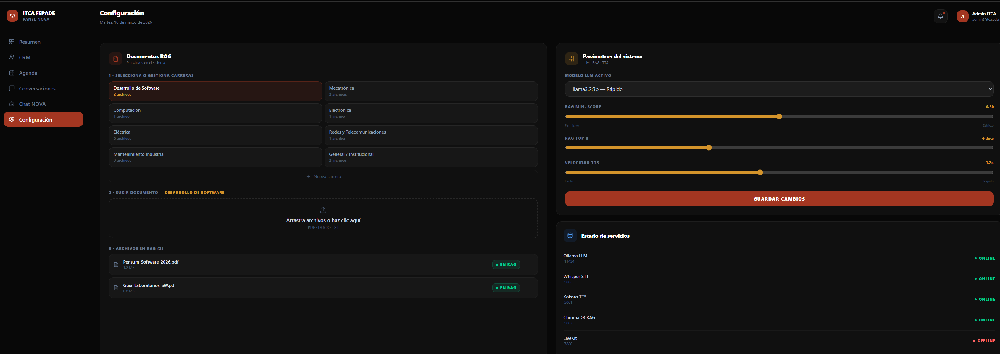 ITCA FEPADE
PANEL NOVA
Resumen
CRM
Agenda
Conversaciones
Chat NOVA
Configuración
Configuración
Martes, 18 de marzo de 2026
A
Admin ITCA
admin@itca.edu.
Documentos RAG
9 archivos en el sistema
1 · SELECCIONA O GESTIONA CARRERAS
Desarrollo de Software
2 archivos
Mecatrónica
2 archivos
Computación
1 archivo
Electrónica
1 archivo
Eléctrica
0 archivos
Redes y Telecomunicaciones
1 archivo
Mantenimiento Industrial
0 archivos
General / Institucional
2 archivos
+ Nueva carrera
2 · SUBIR DOCUMENTO → DESARROLLO DE SOFTWARE
Arrastra archivos o haz clic aquí
PDF · DOCX · TXT
3 · ARCHIVOS EN RAG (2)
Pensum_Software_2026.pdf
1.2 MB
EN RAG
Guia_Laboratorios_SW.pdf
0.8 MB
EN RAG
Parámetros del sistema
LLM · RAG · TTS
MODELO LLM ACTIVO
llama3.2:3b — Rápido
RAG MIN. SCORE 0.50
Permisivo Estricto
RAG TOP K 4 docs
VELOCIDAD TTS 1.2×
Lento Rápido
GUARDAR CAMBIOS
Estado de servicios
Ollama LLM
:11434
ONLINE
Whisper STT
:5002
ONLINE
Kokoro TTS
:5001
ONLINE
ChromaDB RAG
:5003
ONLINE
LiveKit
:7880
OFFLINE